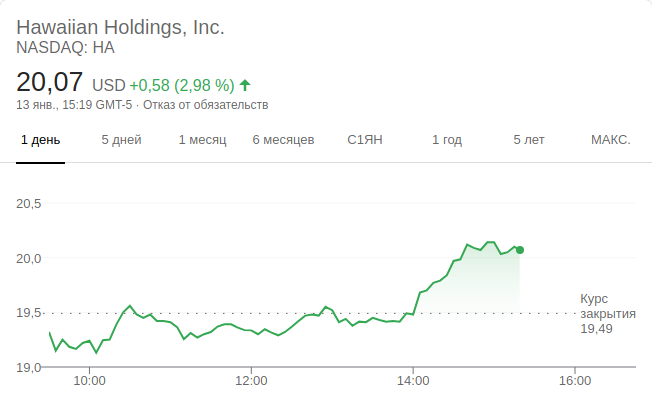 Hawaiian Holdings, Inc.
NASDAQ: HA
20,07 USD +0,58 (2,98 %)
13 янв., 15:19 GMT-5 · Отказ от обязательств
1 день 5 дней 1 месяц 6 месяцев С1ЯН 1 год 5 лет МАКС.
20,5
20,0
19,5
19,0
Курс
закрытия
19,49
10:00 12:00 14:00 16:00